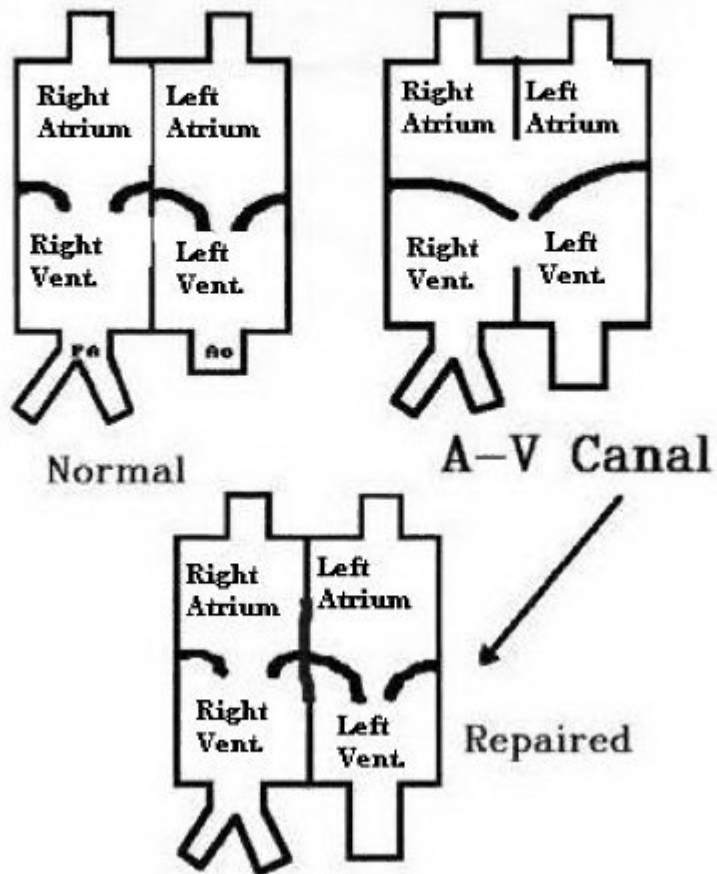 Right
Atrium
Left
Atrium
Right
Vent.
Left
Vent.
PA
Ao
Normal
Right
Atrium
Left
Atrium
Right
Vent.
Left
Vent.
A-V Canal
Right
Atrium
Left
Atrium
Right
Vent.
Left
Vent.
Repaired